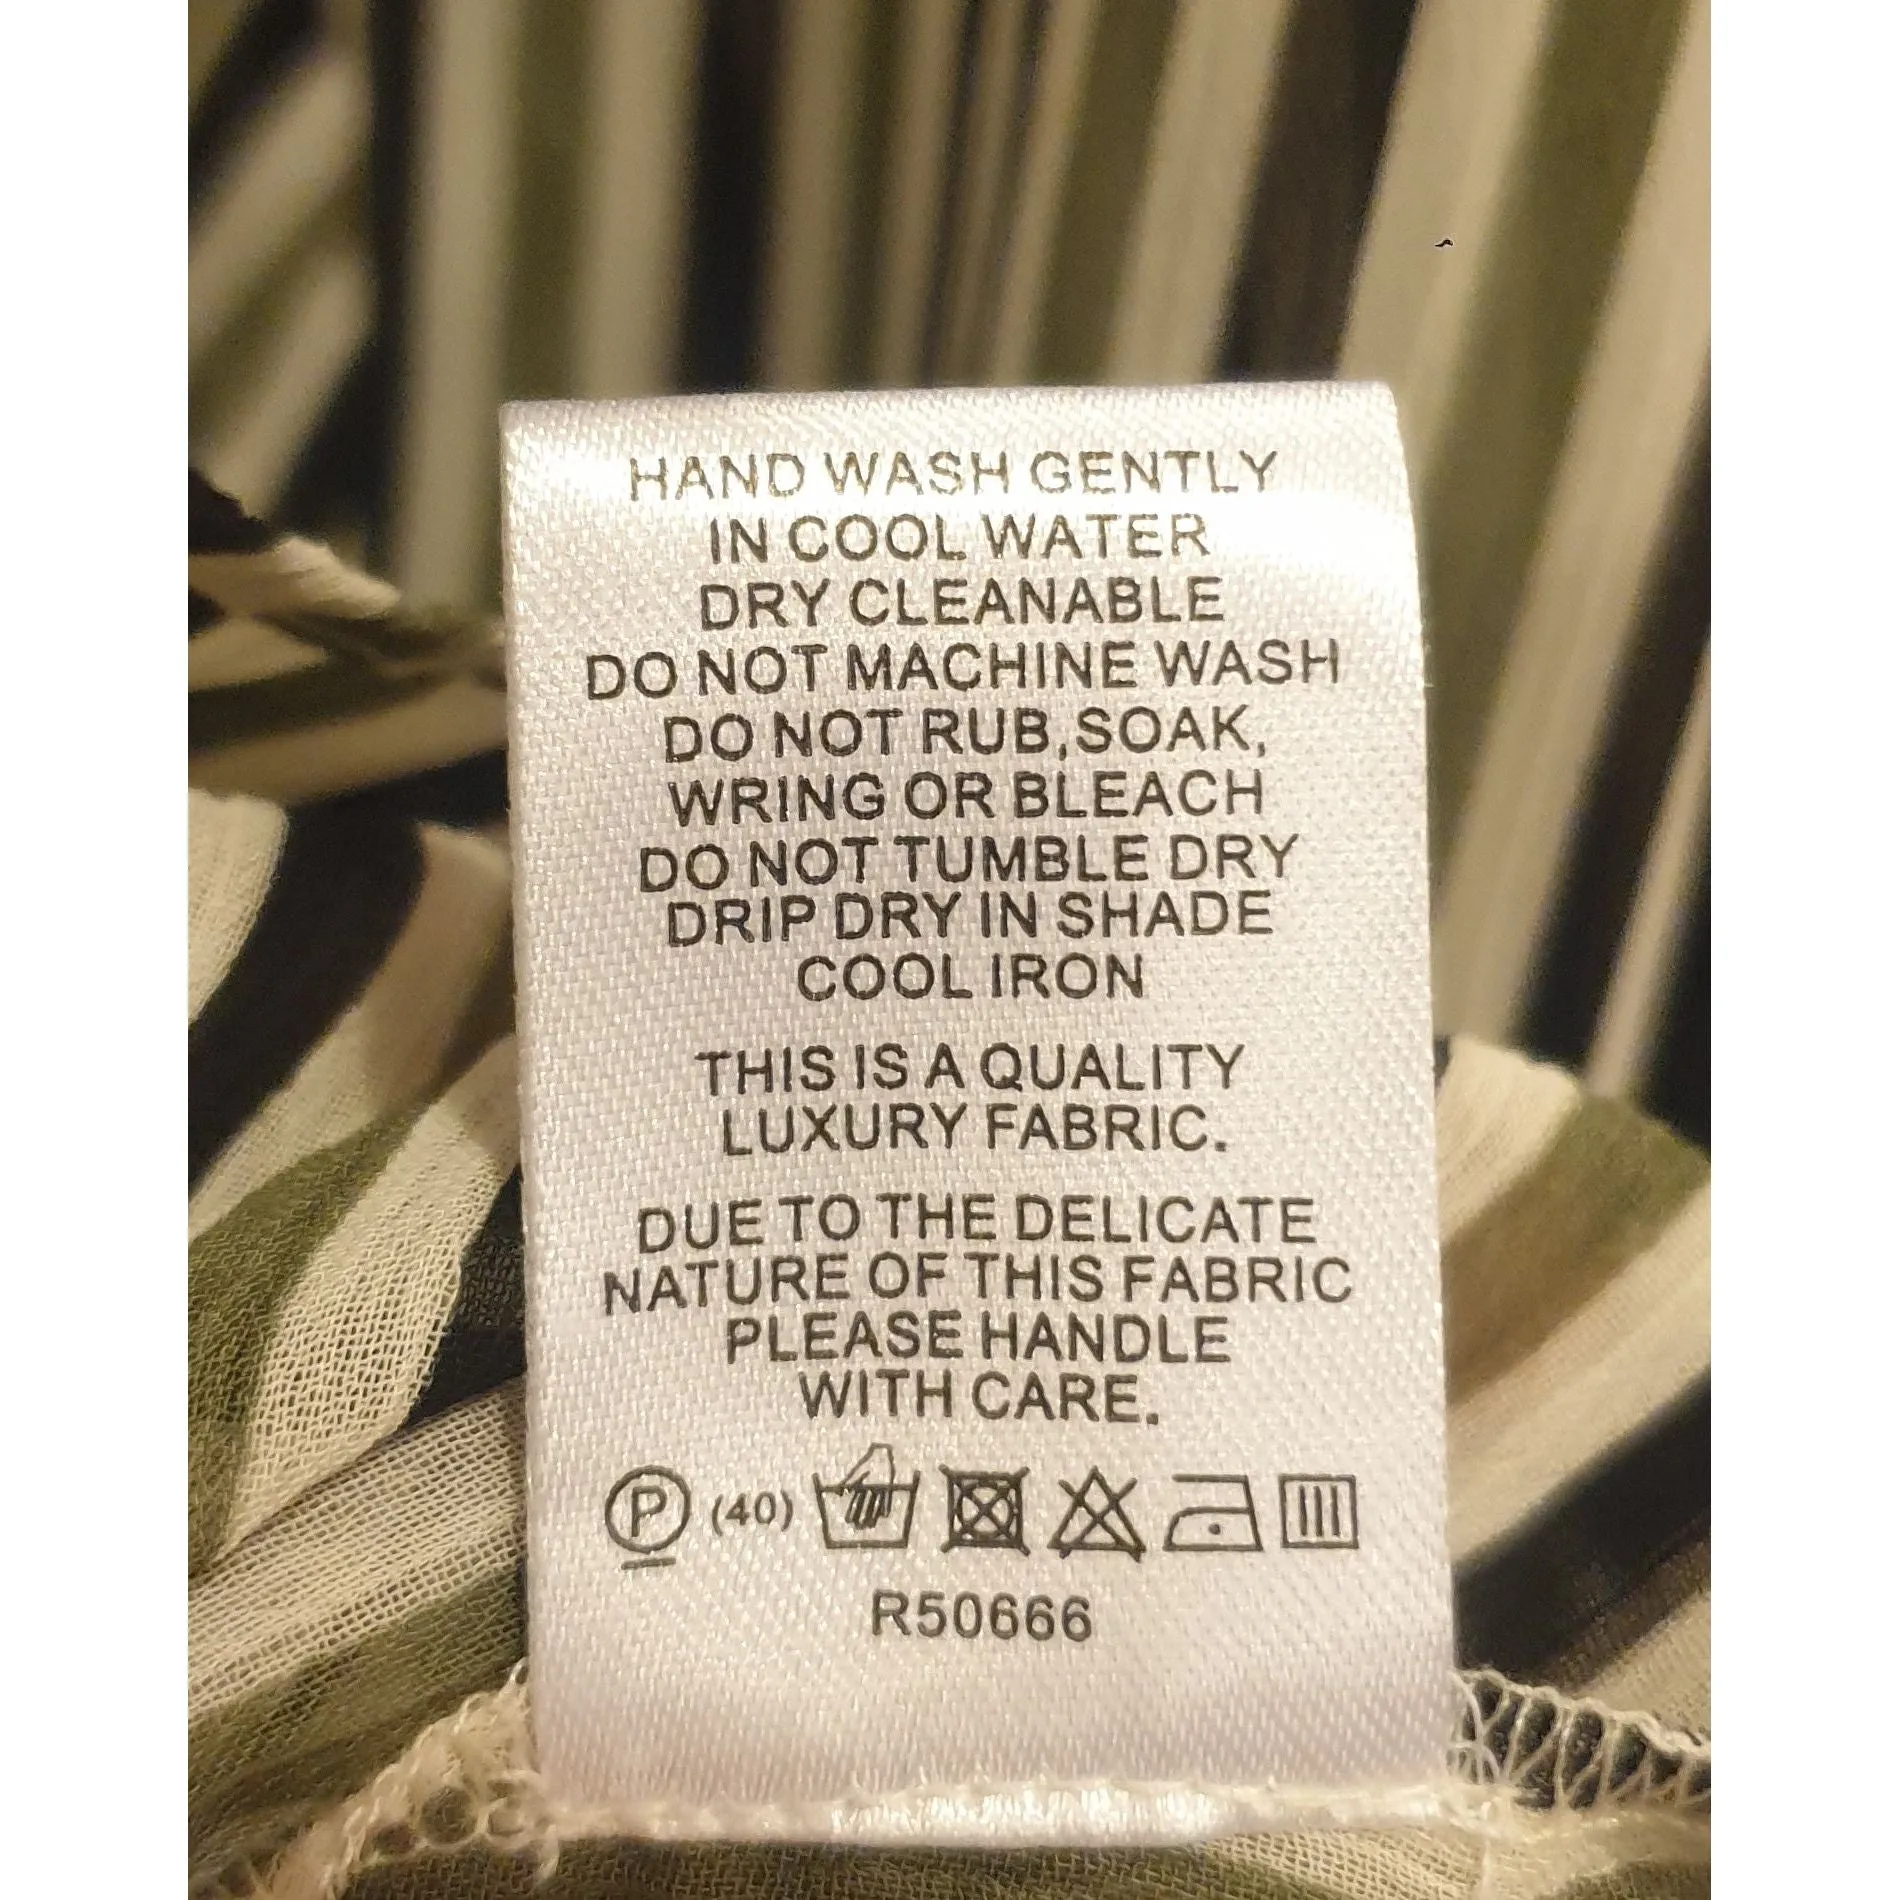 HAND WASH GENTLY
IN COOL WATER
DRY CLEANABLE
DO NOT MACHINE WASH
DO NOT RUB,SOAK,
WRING OR BLEACH
DO NOT TUMBLE DRY
DRIP DRY IN SHADE
COOL IRON
THIS IS A QUALITY
LUXURY FABRIC.
DUE TO THE DELICATE
NATURE OF THIS FABRIC
PLEASE HANDLE
WITH CARE.
P (40)
R50666